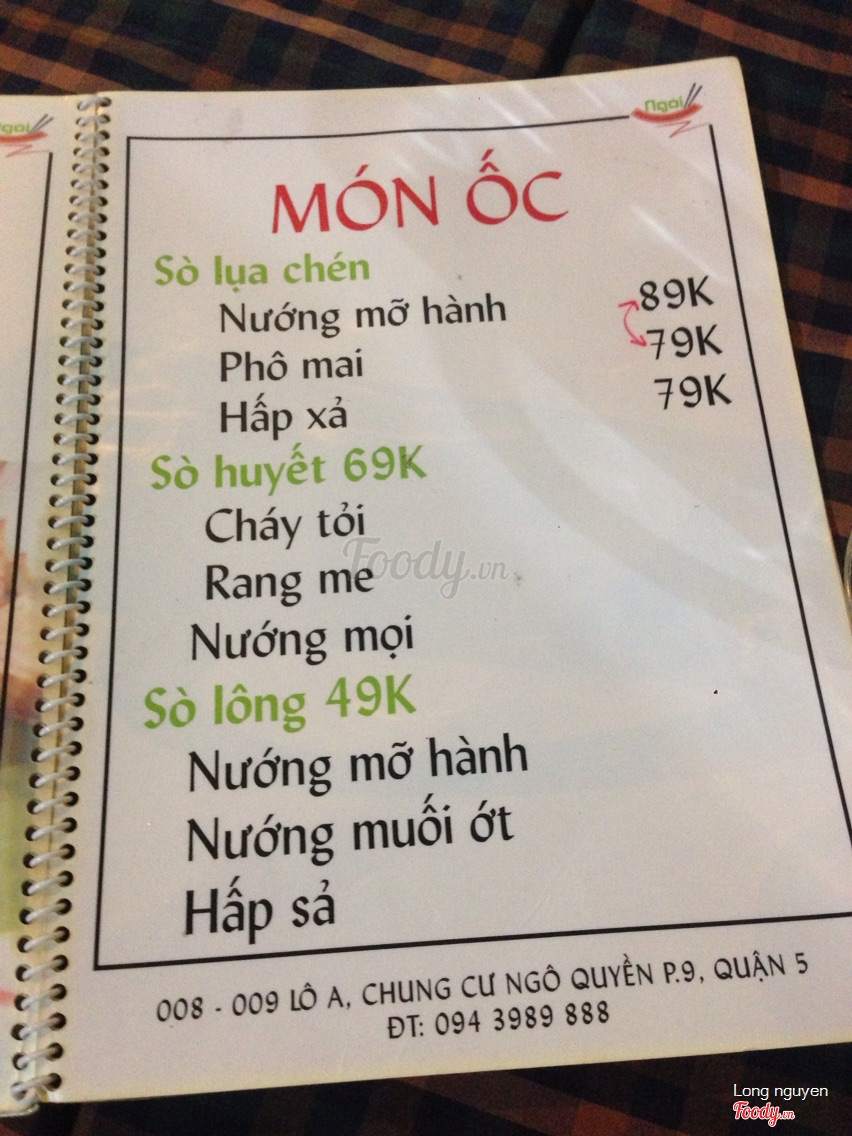 goi
Ngói
MÓN ỐC
Sò lụa chén
Nướng mỡ hành 89K
Phô mai 79K
Hấp xả 79K
Sò huyết 69K
Cháy tỏi
Rang me
Nướng mọi
Sò lông 49K
Nướng mỡ hành
Nướng muối ớt
Hấp sả
008 - 009 LÔ A, CHUNG CƯ NGÔ QUYỀN P.9, QUẬN 5
ĐT: 094 3989 888
Foody.vn
Long nguyen
Foody.vn